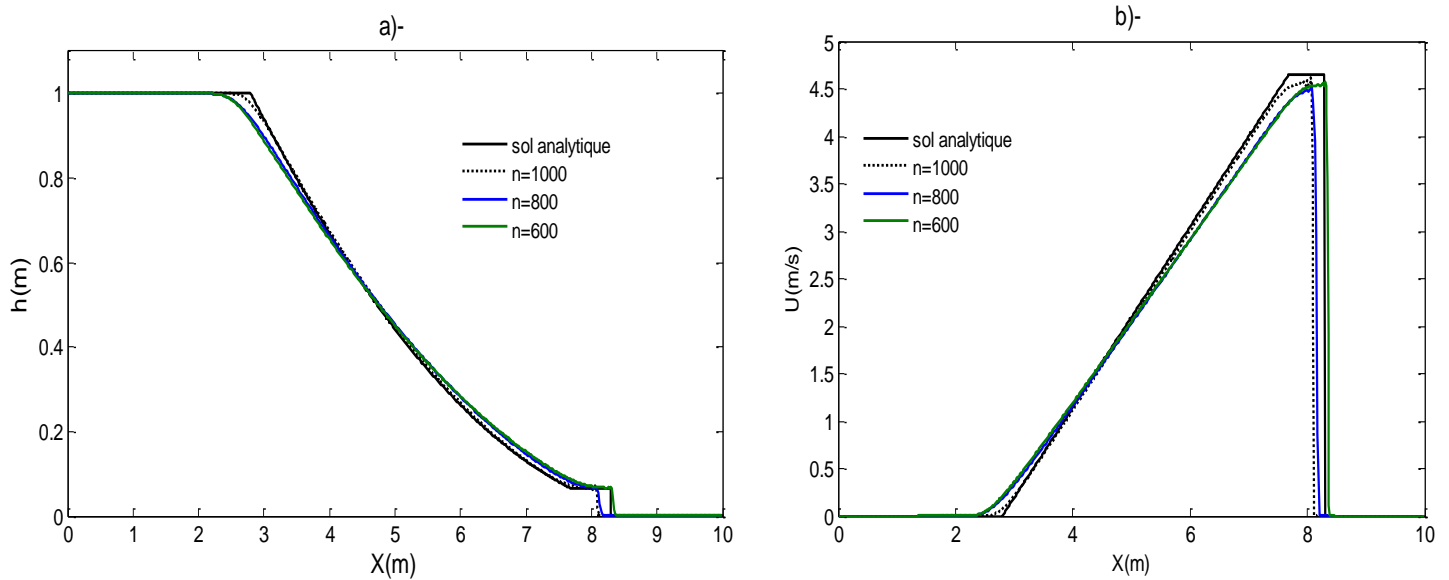 a)-
h(m)
1
0.8
0.6
0.4
0.2
0
0 1 2 3 4 5 6 7 8 9 10
X(m)
sol analytique
n=1000
n=800
n=600
b)-
U(m/s)
5
4.5
4
3.5
3
2.5
2
1.5
1
0.5
0
0 2 4 6 8 10
X(m)
sol analytique
n=1000
n=800
n=600